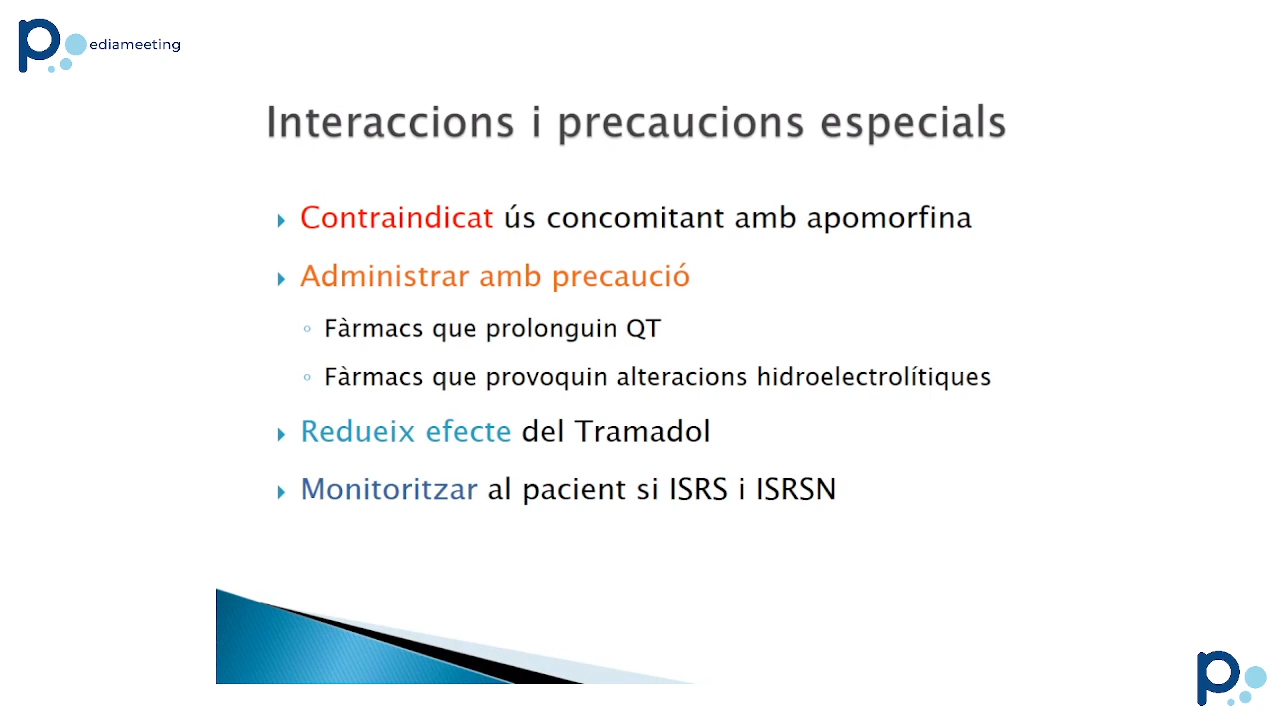 Pediameeting
Interaccions i precaucions especials
Contraindicat ús concomitant amb apomorfina
Administrar amb precaució
Fàrmacs que prolonguin QT
Fàrmacs que provoquin alteracions hidroelectrolítiques
Redueix efecte del Tramadol
Monitoritzar al pacient si ISRS i ISRSN
P